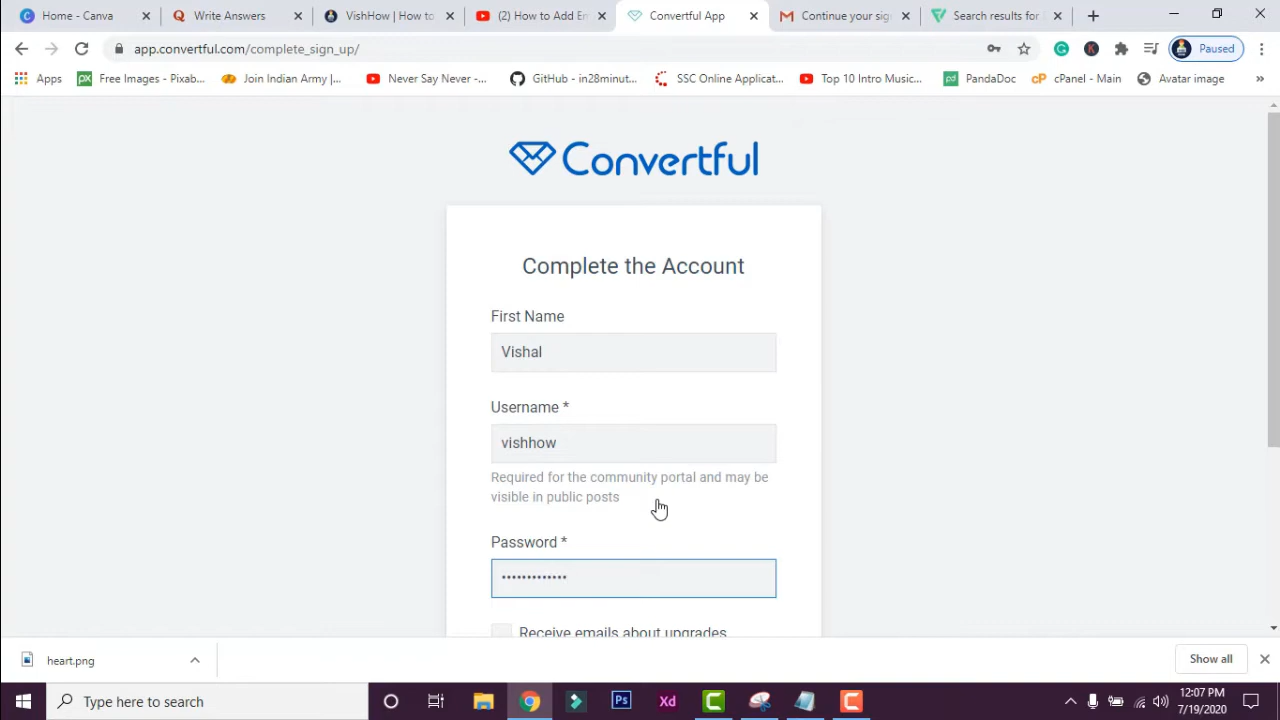 Home - Canva
Write Answers
VishHow | How to
(2) How to Add En
Convertful App
Continue your sig
Search results for
app.convertful.com/complete_sign_up/
Paused
Apps
Free Images - Pixab...
Join Indian Army |...
Never Say Never -...
GitHub - in28minut...
SSC Online Applicat...
Top 10 Intro Music...
PandaDoc
cPanel - Main
Avatar image
»
Convertful
Complete the Account
First Name
Vishal
Username *
vishhow
Required for the community portal and may be
visible in public posts
Password *
•••••••••••••
Receive emails about upgrades
heart.png
Show all
Type here to search
Ps
Xd
12:07 PM
7/19/2020